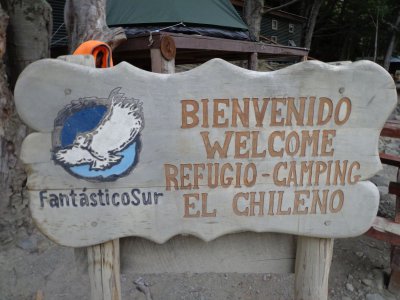 FantásticoSur
BIENVENIDO
WELCOME
REFUGIO-CAMPING
EL CHILENO